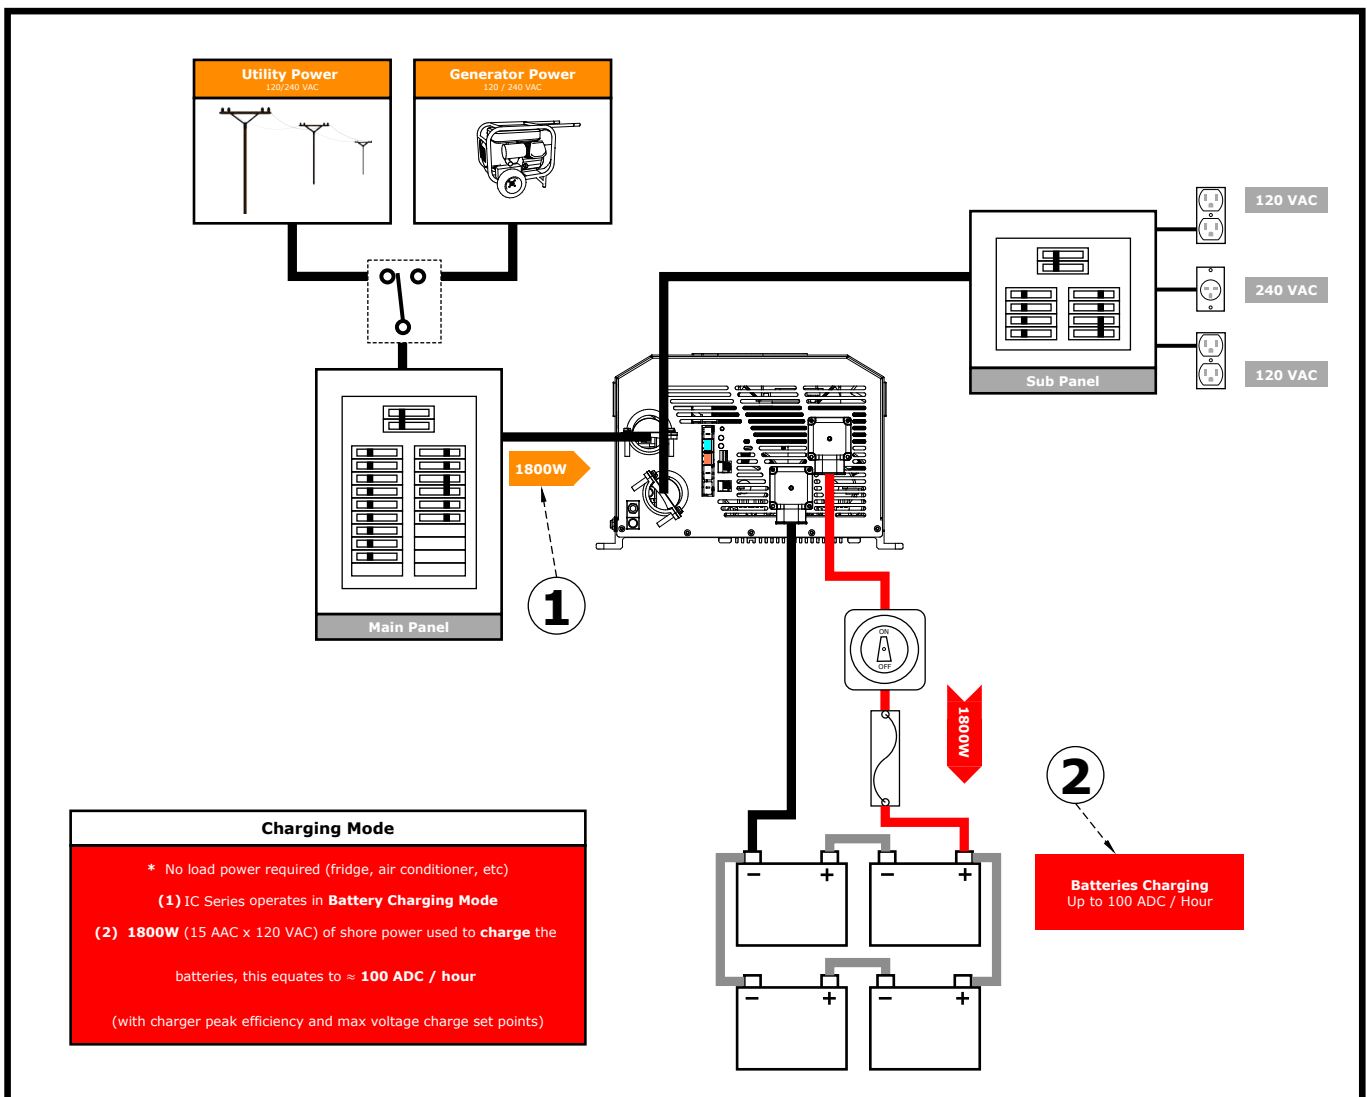 Utility Power
120/240 VAC
Generator Power
120 / 240 VAC
120 VAC
240 VAC
120 VAC
Sub Panel
1800W
1
Main Panel
ON
OFF
1800W
2
Batteries Charging
Up to 100 ADC / Hour
− + − +
− + − +
Charging Mode
* No load power required (fridge, air conditioner, etc)
(1) IC Series operates in Battery Charging Mode
(2) 1800W (15 AAC x 120 VAC) of shore power used to charge the
batteries, this equates to ≈ 100 ADC / hour
(with charger peak efficiency and max voltage charge set points)